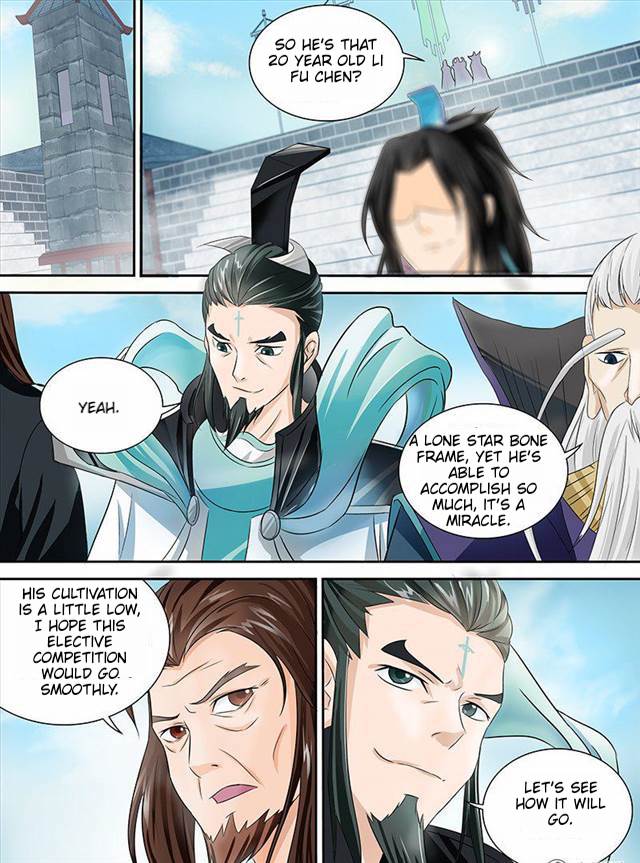 SO HE'S THAT
20 YEAR OLD LI
FU CHEN?
YEAH.
A LONE STAR BONE
FRAME, YET HE'S
ABLE TO
ACCOMPLISH SO
MUCH, IT'S A
MIRACLE.
HIS CULTIVATION
IS A LITTLE LOW,
I HOPE THIS
ELECTIVE
COMPETITION
WOULD GO
SMOOTHLY.
LET'S SEE
HOW IT WILL
GO.